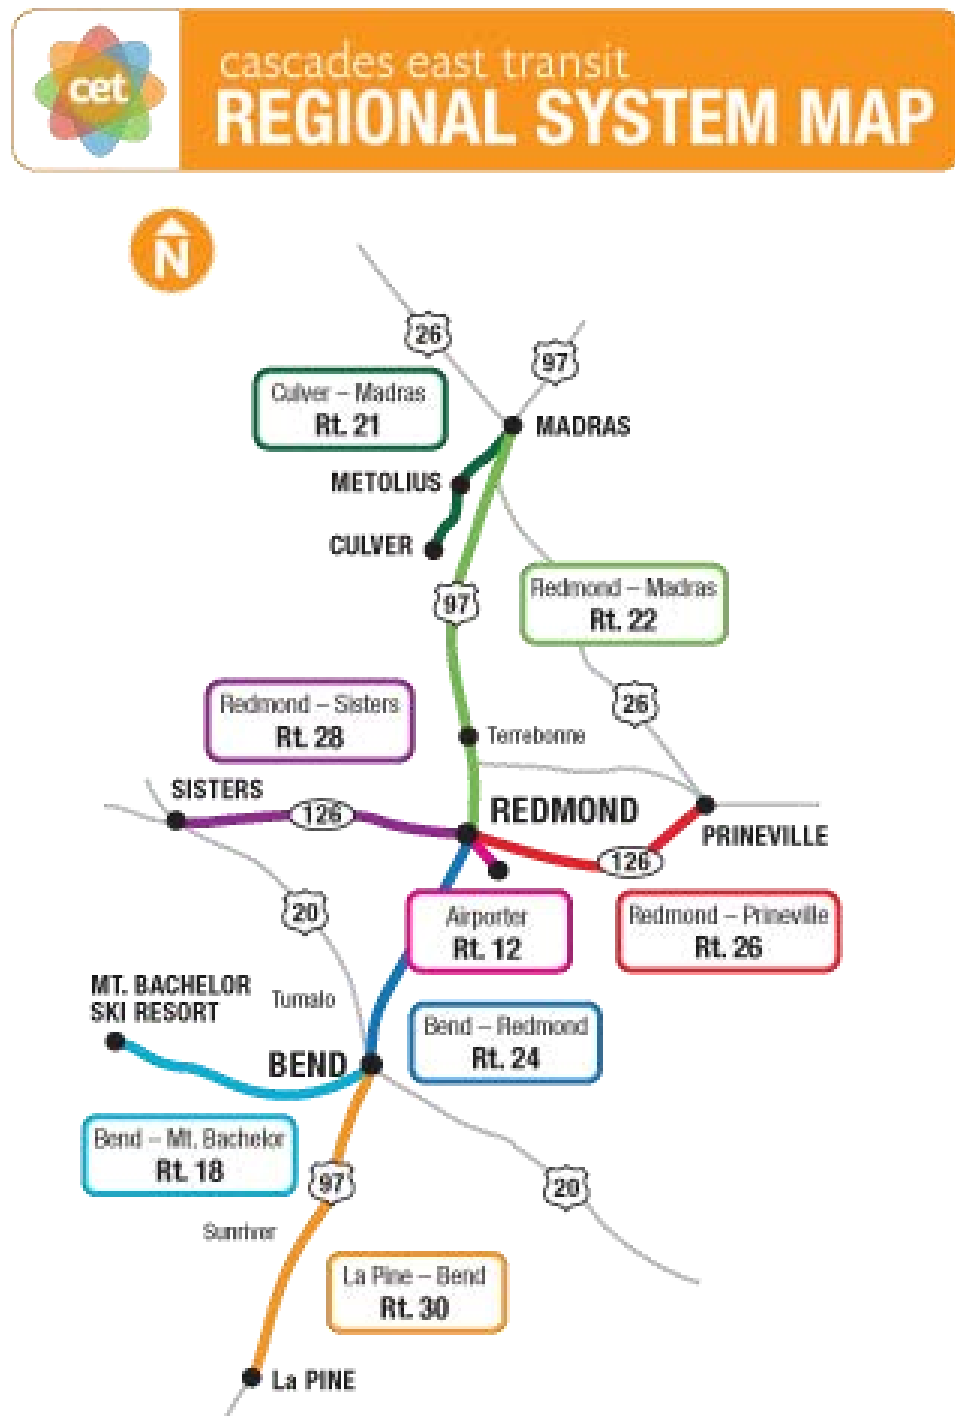 cet
cascades east transit
REGIONAL SYSTEM MAP
N
26
97
Culver – Madras
Rt. 21
MADRAS
METOLIUS
CULVER
Redmond – Madras
Rt. 22
97
Redmond – Sisters
Rt. 28
26
Terrebonne
SISTERS
126
REDMOND
PRINEVILLE
126
20
Airporter
Rt. 12
Redmond – Prineville
Rt. 26
MT. BACHELOR
SKI RESORT
Tumalo
Bend – Redmond
Rt. 24
BEND
Bend – Mt. Bachelor
Rt. 18
97
20
Sunriver
La Pine – Bend
Rt. 30
La PINE